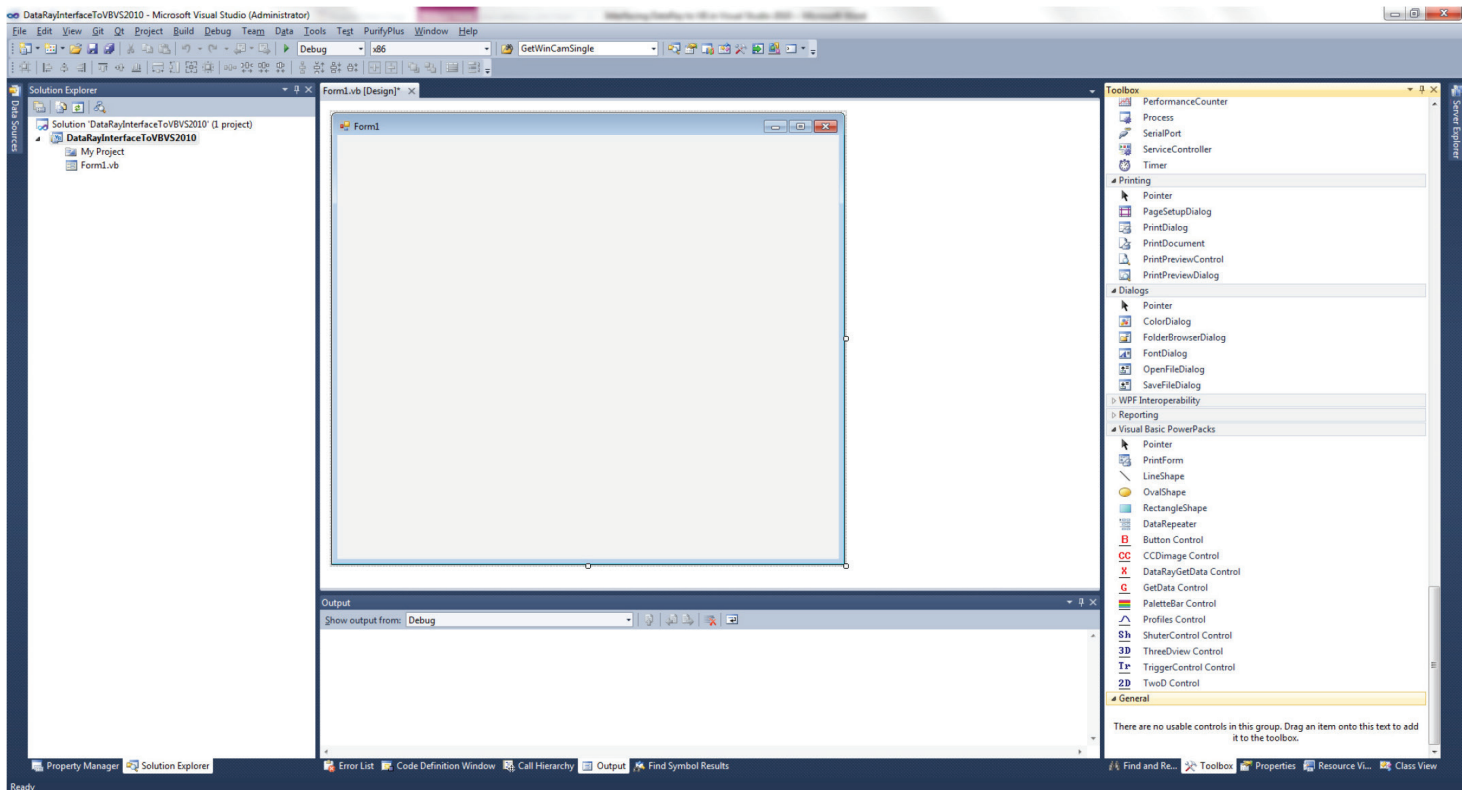 DataRayInterfaceToVBVS2010 - Microsoft Visual Studio (Administrator)
File Edit View Git Qt Project Build Debug Team Data Tools Test PurifyPlus Window Help
Debug x86 GetWinCamSingle
Data Sources
Solution Explorer
Solution 'DataRayInterfaceToVBVS2010' (1 project)
DataRayInterfaceToVBVS2010
My Project
Form1.vb
Form1.vb [Design]*
Form1
Output
Show output from: Debug
Toolbox
PerformanceCounter
Process
SerialPort
ServiceController
Timer
Printing
Pointer
PageSetupDialog
PrintDialog
PrintDocument
PrintPreviewControl
PrintPreviewDialog
Dialogs
Pointer
ColorDialog
FolderBrowserDialog
FontDialog
OpenFileDialog
SaveFileDialog
WPF Interoperability
Reporting
Visual Basic PowerPacks
Pointer
PrintForm
LineShape
OvalShape
RectangleShape
DataRepeater
B Button Control
CC CCDimage Control
X DataRayGetData Control
G GetData Control
PaletteBar Control
Profiles Control
Sh ShuterControl Control
3D ThreeDview Control
Tr TriggerControl Control
2D TwoD Control
General
There are no usable controls in this group. Drag an item onto this text to add
it to the toolbox.
Server Explorer
Property Manager Solution Explorer
Error List Code Definition Window Call Hierarchy Output Find Symbol Results
Find and Re... Toolbox Properties Resource Vi... Class View
Ready